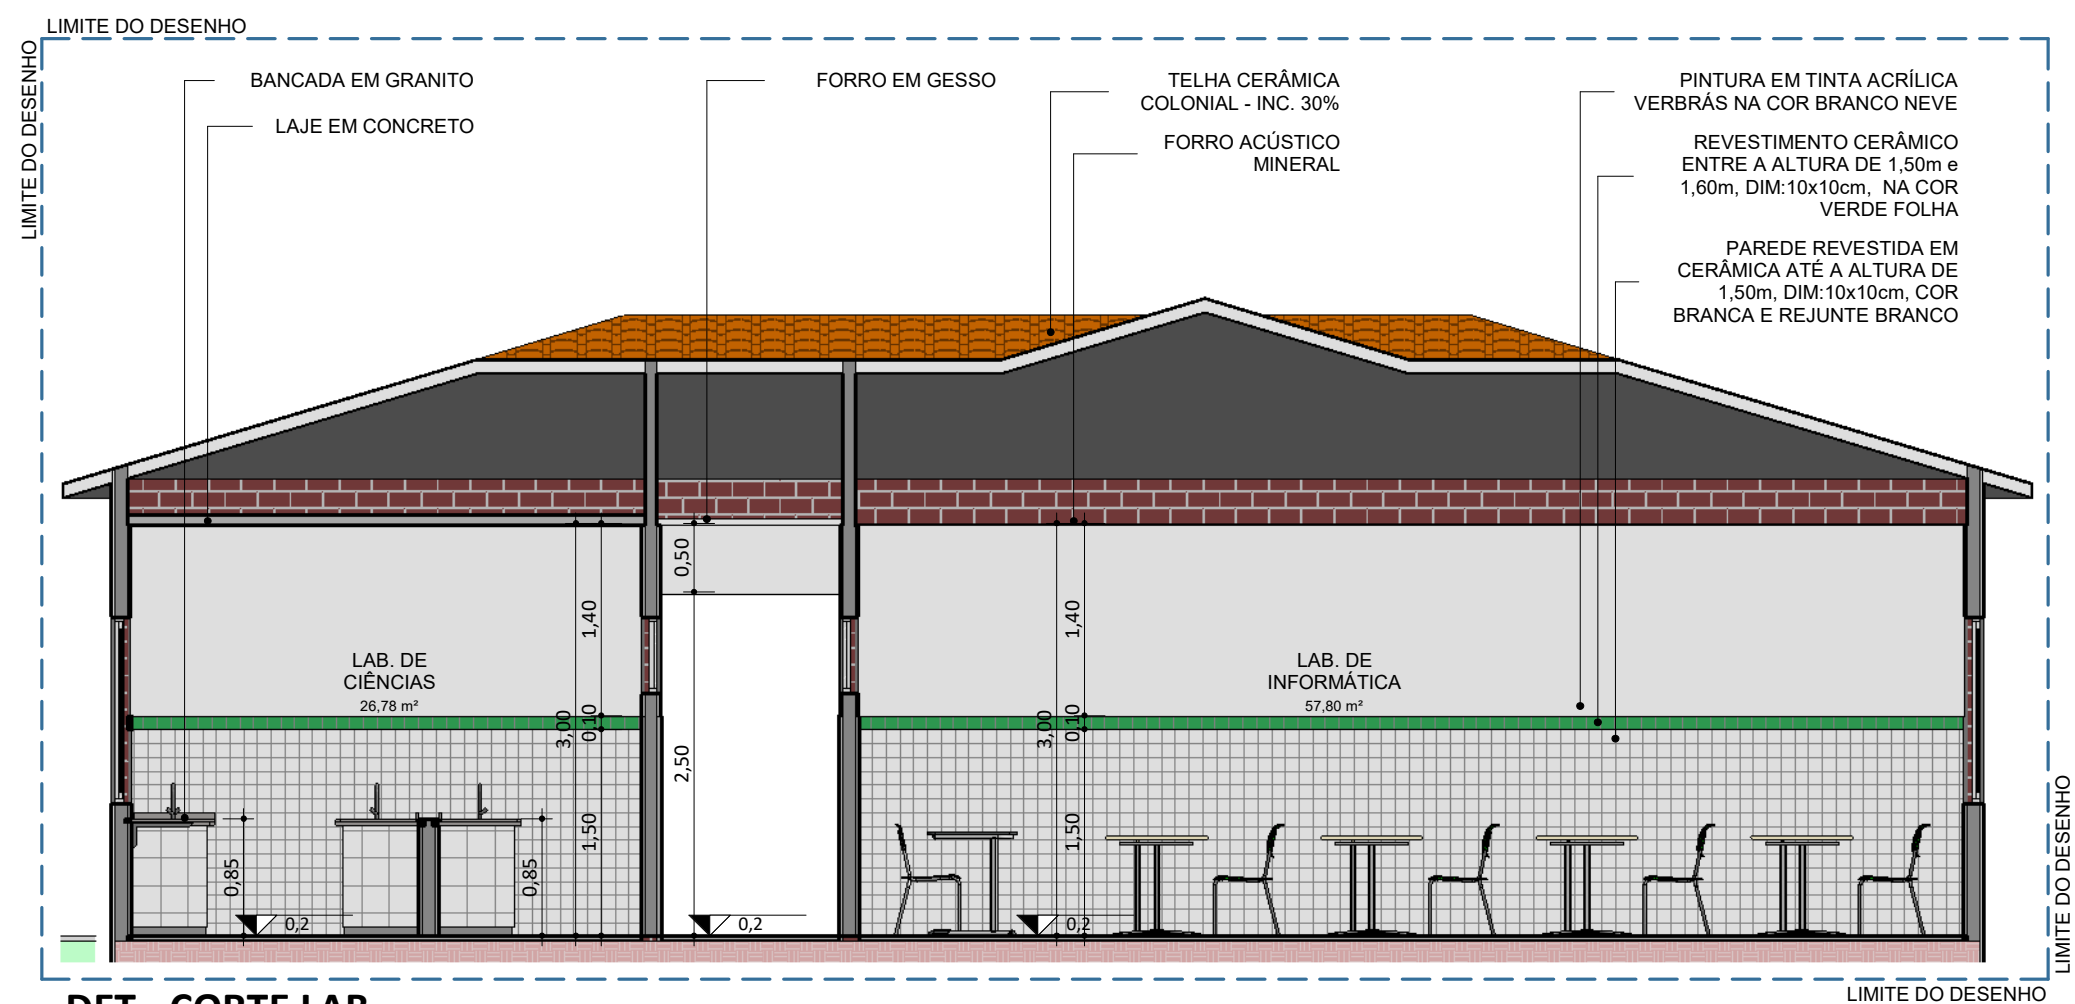 LIMITE DO DESENHO
LIMITE DO DESENHO
BANCADA EM GRANITO
LAJE EM CONCRETO
FORRO EM GESSO
TELHA CERÂMICA
COLONIAL - INC. 30%
FORRO ACÚSTICO
MINERAL
PINTURA EM TINTA ACRÍLICA
VERBRÁS NA COR BRANCO NEVE
REVESTIMENTO CERÂMICO
ENTRE A ALTURA DE 1,50m e
1,60m, DIM:10x10cm, NA COR
VERDE FOLHA
PAREDE REVESTIDA EM
CERÂMICA ATÉ A ALTURA DE
1,50m, DIM:10x10cm, COR
BRANCA E REJUNTE BRANCO
LAB. DE
CIÊNCIAS
26,78 m²
3,00
1,40
0,10
1,50
0,85
0,85
0,2
0,50
2,50
0,2
LAB. DE
INFORMÁTICA
57,80 m²
3,00
1,40
0,10
1,50
0,2
LIMITE DO DESENHO
LIMITE DO DESENHO
DET - CORTE LAB